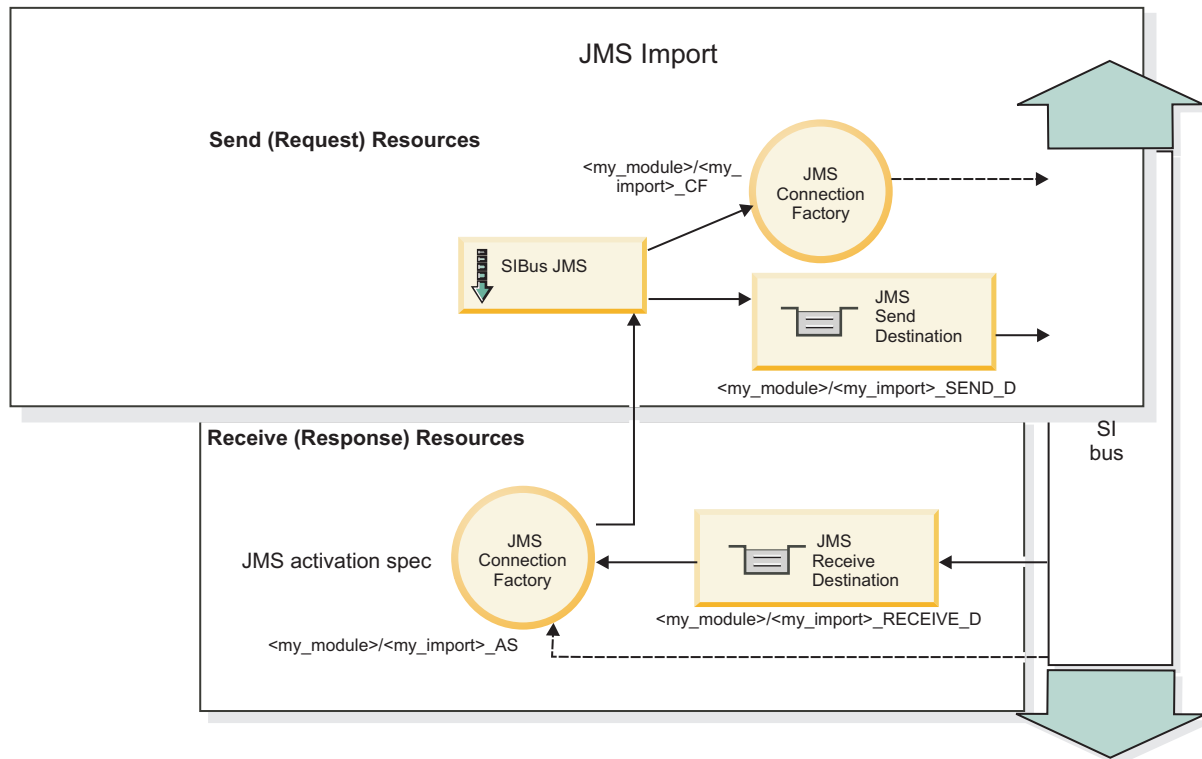 JMS Import
Send (Request) Resources
<my_module>/<my_
import>_CF
JMS
Connection
Factory
SIBus JMS
JMS
Send
Destination
<my_module>/<my_import>_SEND_D
SI
bus
Receive (Response) Resources
JMS activation spec
JMS
Connection
Factory
JMS
Receive
Destination
<my_module>/<my_import>_RECEIVE_D
<my_module>/<my_import>_AS